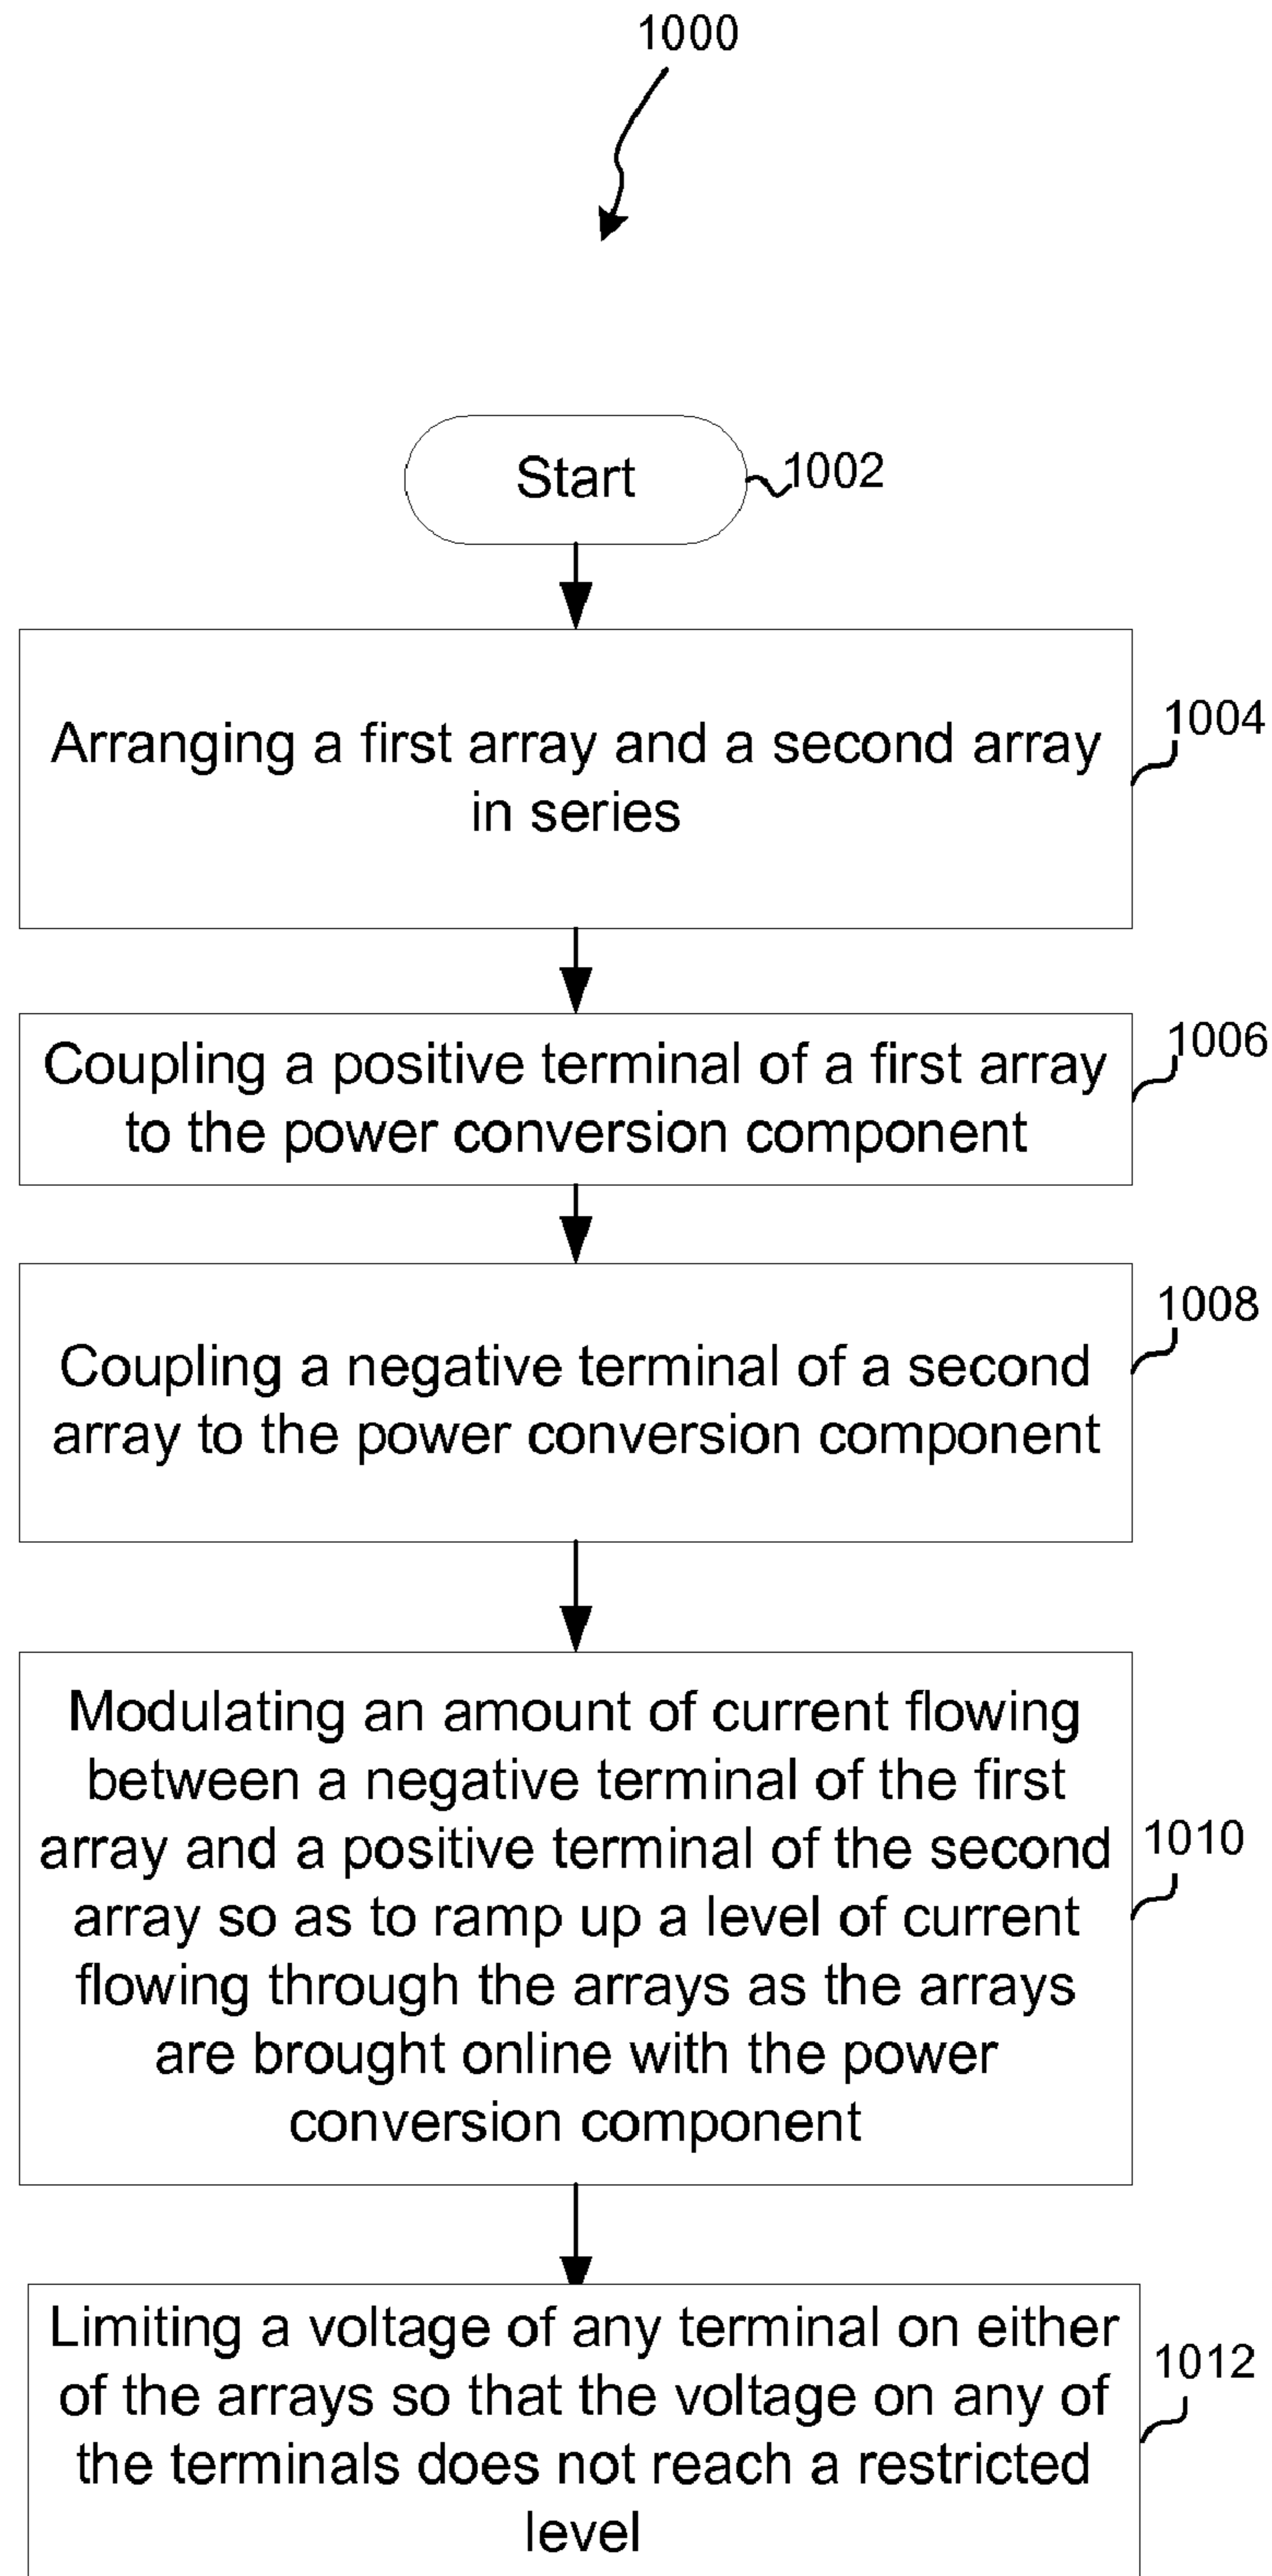 1000
Start
1002
Arranging a first array and a second array
in series
1004
Coupling a positive terminal of a first array
to the power conversion component
1006
Coupling a negative terminal of a second
array to the power conversion component
1008
Modulating an amount of current flowing
between a negative terminal of the first
array and a positive terminal of the second
array so as to ramp up a level of current
flowing through the arrays as the arrays
are brought online with the power
conversion component
1010
Limiting a voltage of any terminal on either
of the arrays so that the voltage on any of
the terminals does not reach a restricted
level
1012